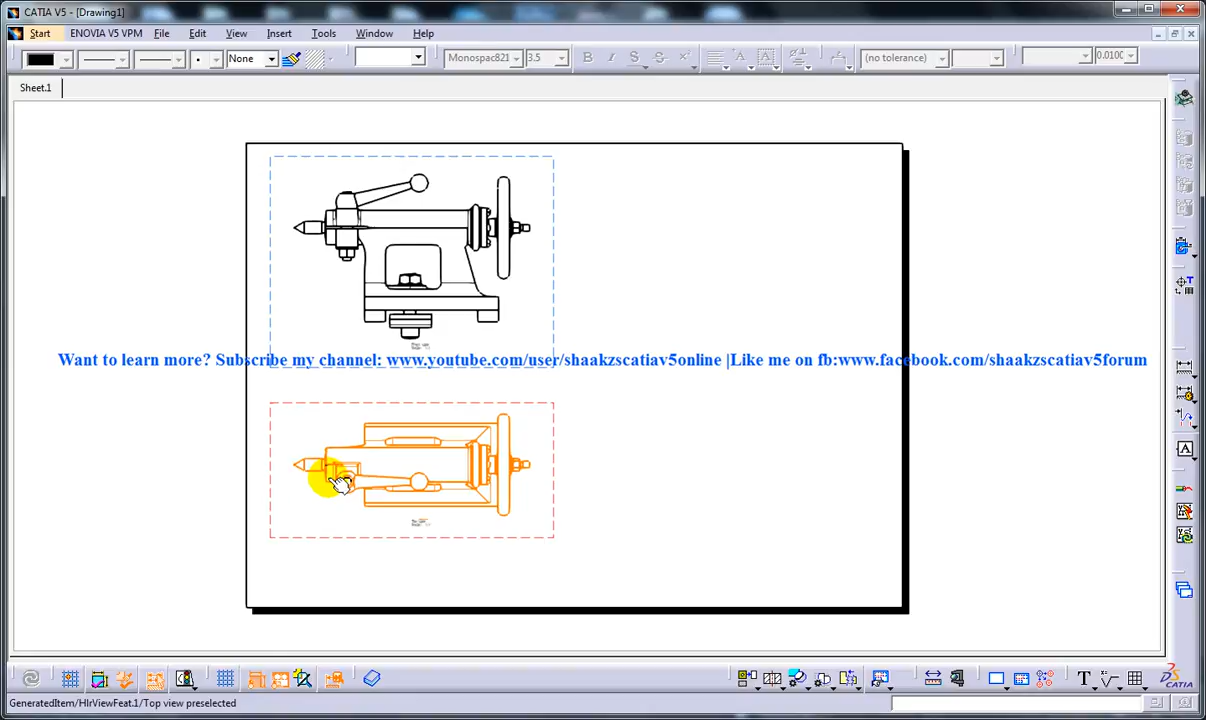 CATIA V5 - [Drawing1]
Start ENOVIA V5 VPM File Edit View Insert Tools Window Help
None Monospac821 3.5 B I S (no tolerance) 0.0100
Sheet.1
Want to learn more? Subscribe my channel: www.youtube.com/user/shaakzscatiav5online |Like me on fb:www.facebook.com/shaakzscatiav5forum
T
CATIA
GeneratedItem/HlrViewFeat.1/Top view preselected